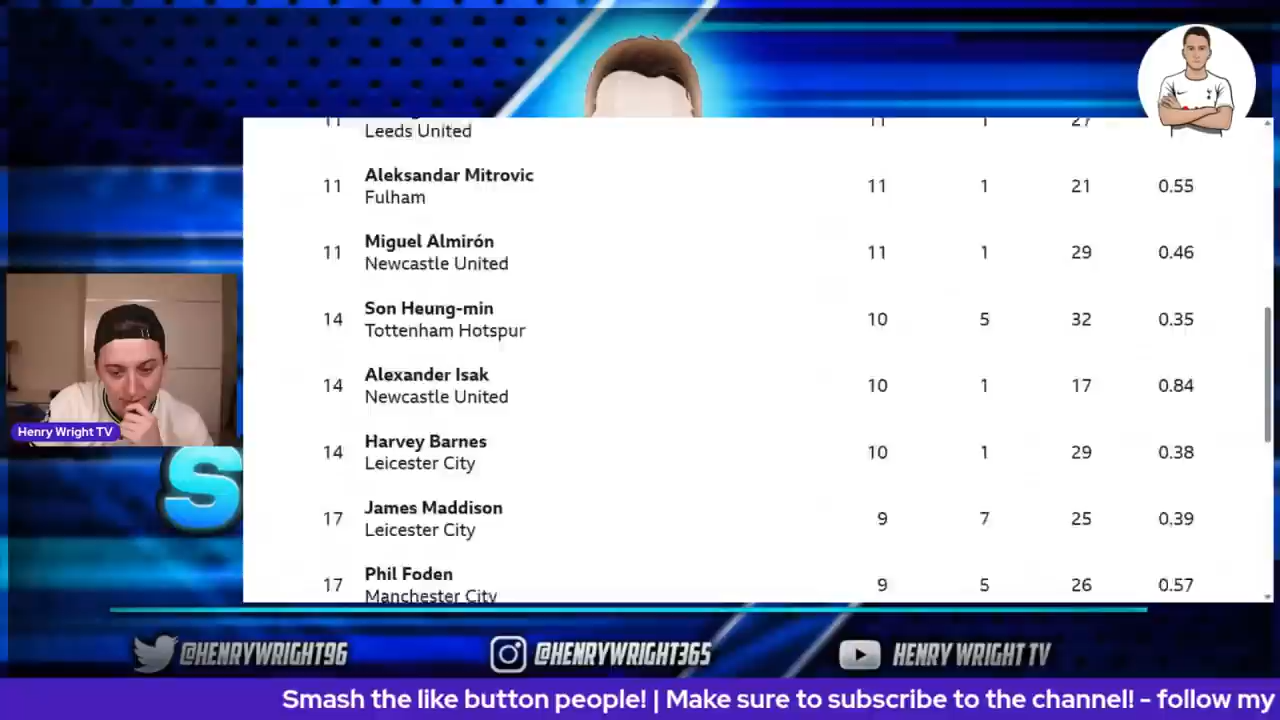 11 11 1 27
Leeds United
11 Aleksandar Mitrovic 11 1 21 0.55
Fulham
11 Miguel Almirón 11 1 29 0.46
Newcastle United
14 Son Heung-min 10 5 32 0.35
Tottenham Hotspur
14 Alexander Isak 10 1 17 0.84
Newcastle United
14 Harvey Barnes 10 1 29 0.38
Leicester City
17 James Maddison 9 7 25 0.39
Leicester City
17 Phil Foden 9 5 26 0.57
Manchester City
Henry Wright TV
S
@HENRYWRIGHT96 @HENRYWRIGHT365 HENRY WRIGHT TV
Smash the like button people! | Make sure to subscribe to the channel! - follow my